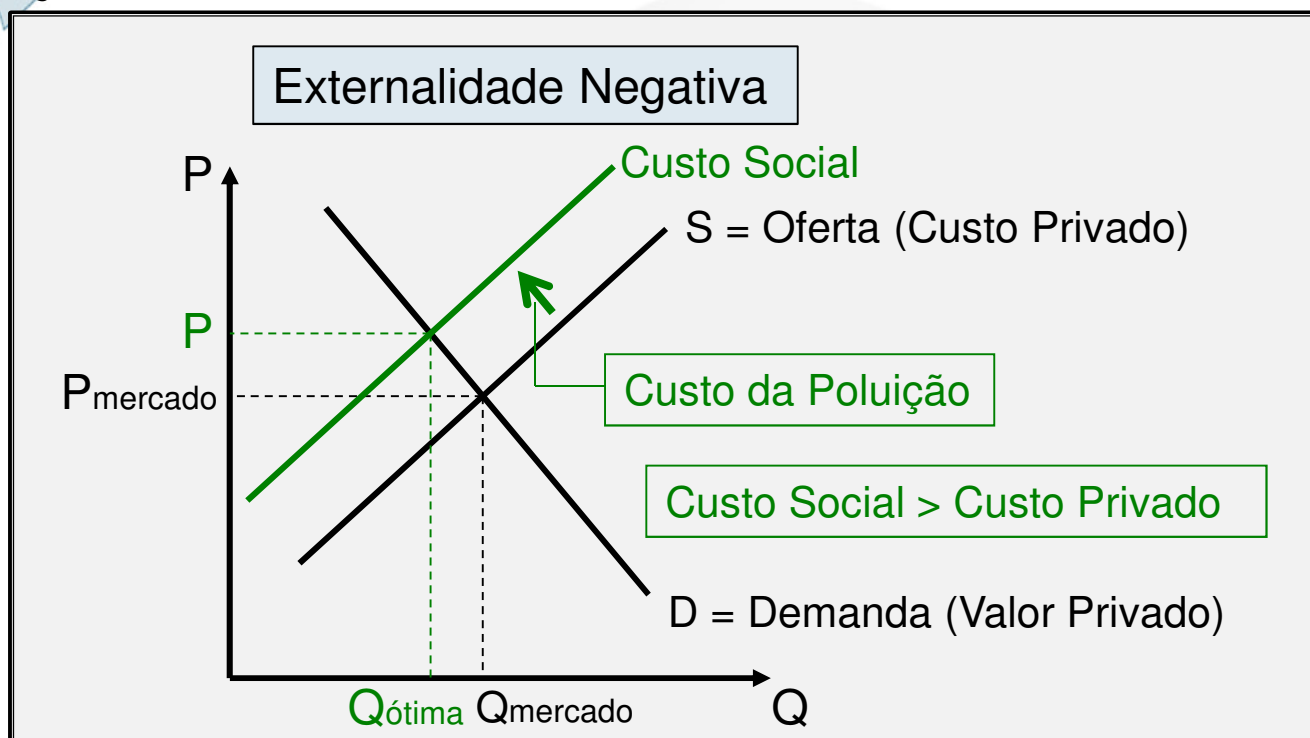 Externalidade Negativa
P
Custo Social
S = Oferta (Custo Privado)
P
Pmercado
Custo da Poluição
Custo Social > Custo Privado
D = Demanda (Valor Privado)
Qótima Qmercado Q